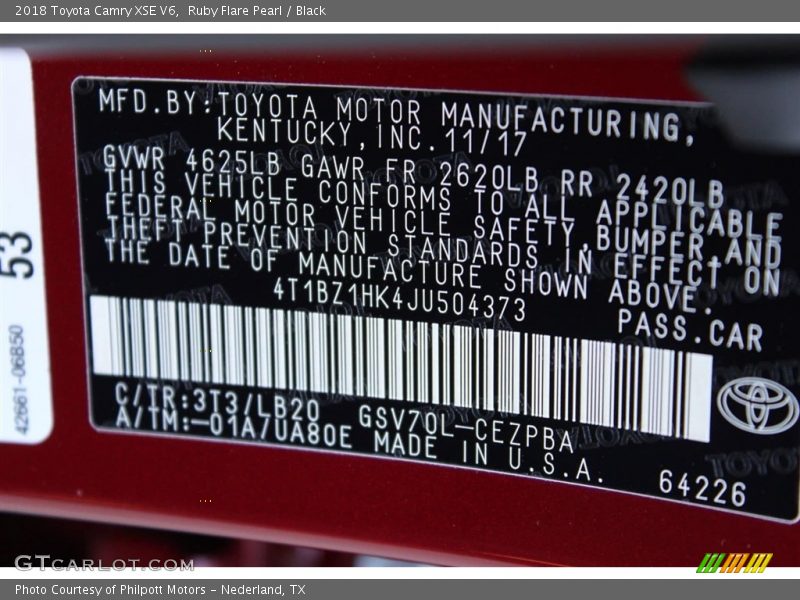 2018 Toyota Camry XSE V6,  Ruby Flare Pearl / Black
MFD.BY:TOYOTA MOTOR MANUFACTURING,
KENTUCKY,INC.11/17
GVWR 4625LB GAWR FR 2620LB RR 2420LB
THIS VEHICLE CONFORMS TO ALL APPLICABLE
FEDERAL MOTOR VEHICLE SAFETY,BUMPER,AND
THEFT PREVENTION STANDARDS IN EFFECT ON
THE DATE OF MANUFACTURE SHOWN ABOVE.
4T1BZ1HK4JU504373
PASS.CAR
C/TR:3T3/LB20 GSV70L-CEZPBA
A/TM:-01A/UA80E MADE IN U.S.A.
64226
53
42661-06B50
GTCARLOT.COM
Photo Courtesy of Philpott Motors - Nederland, TX